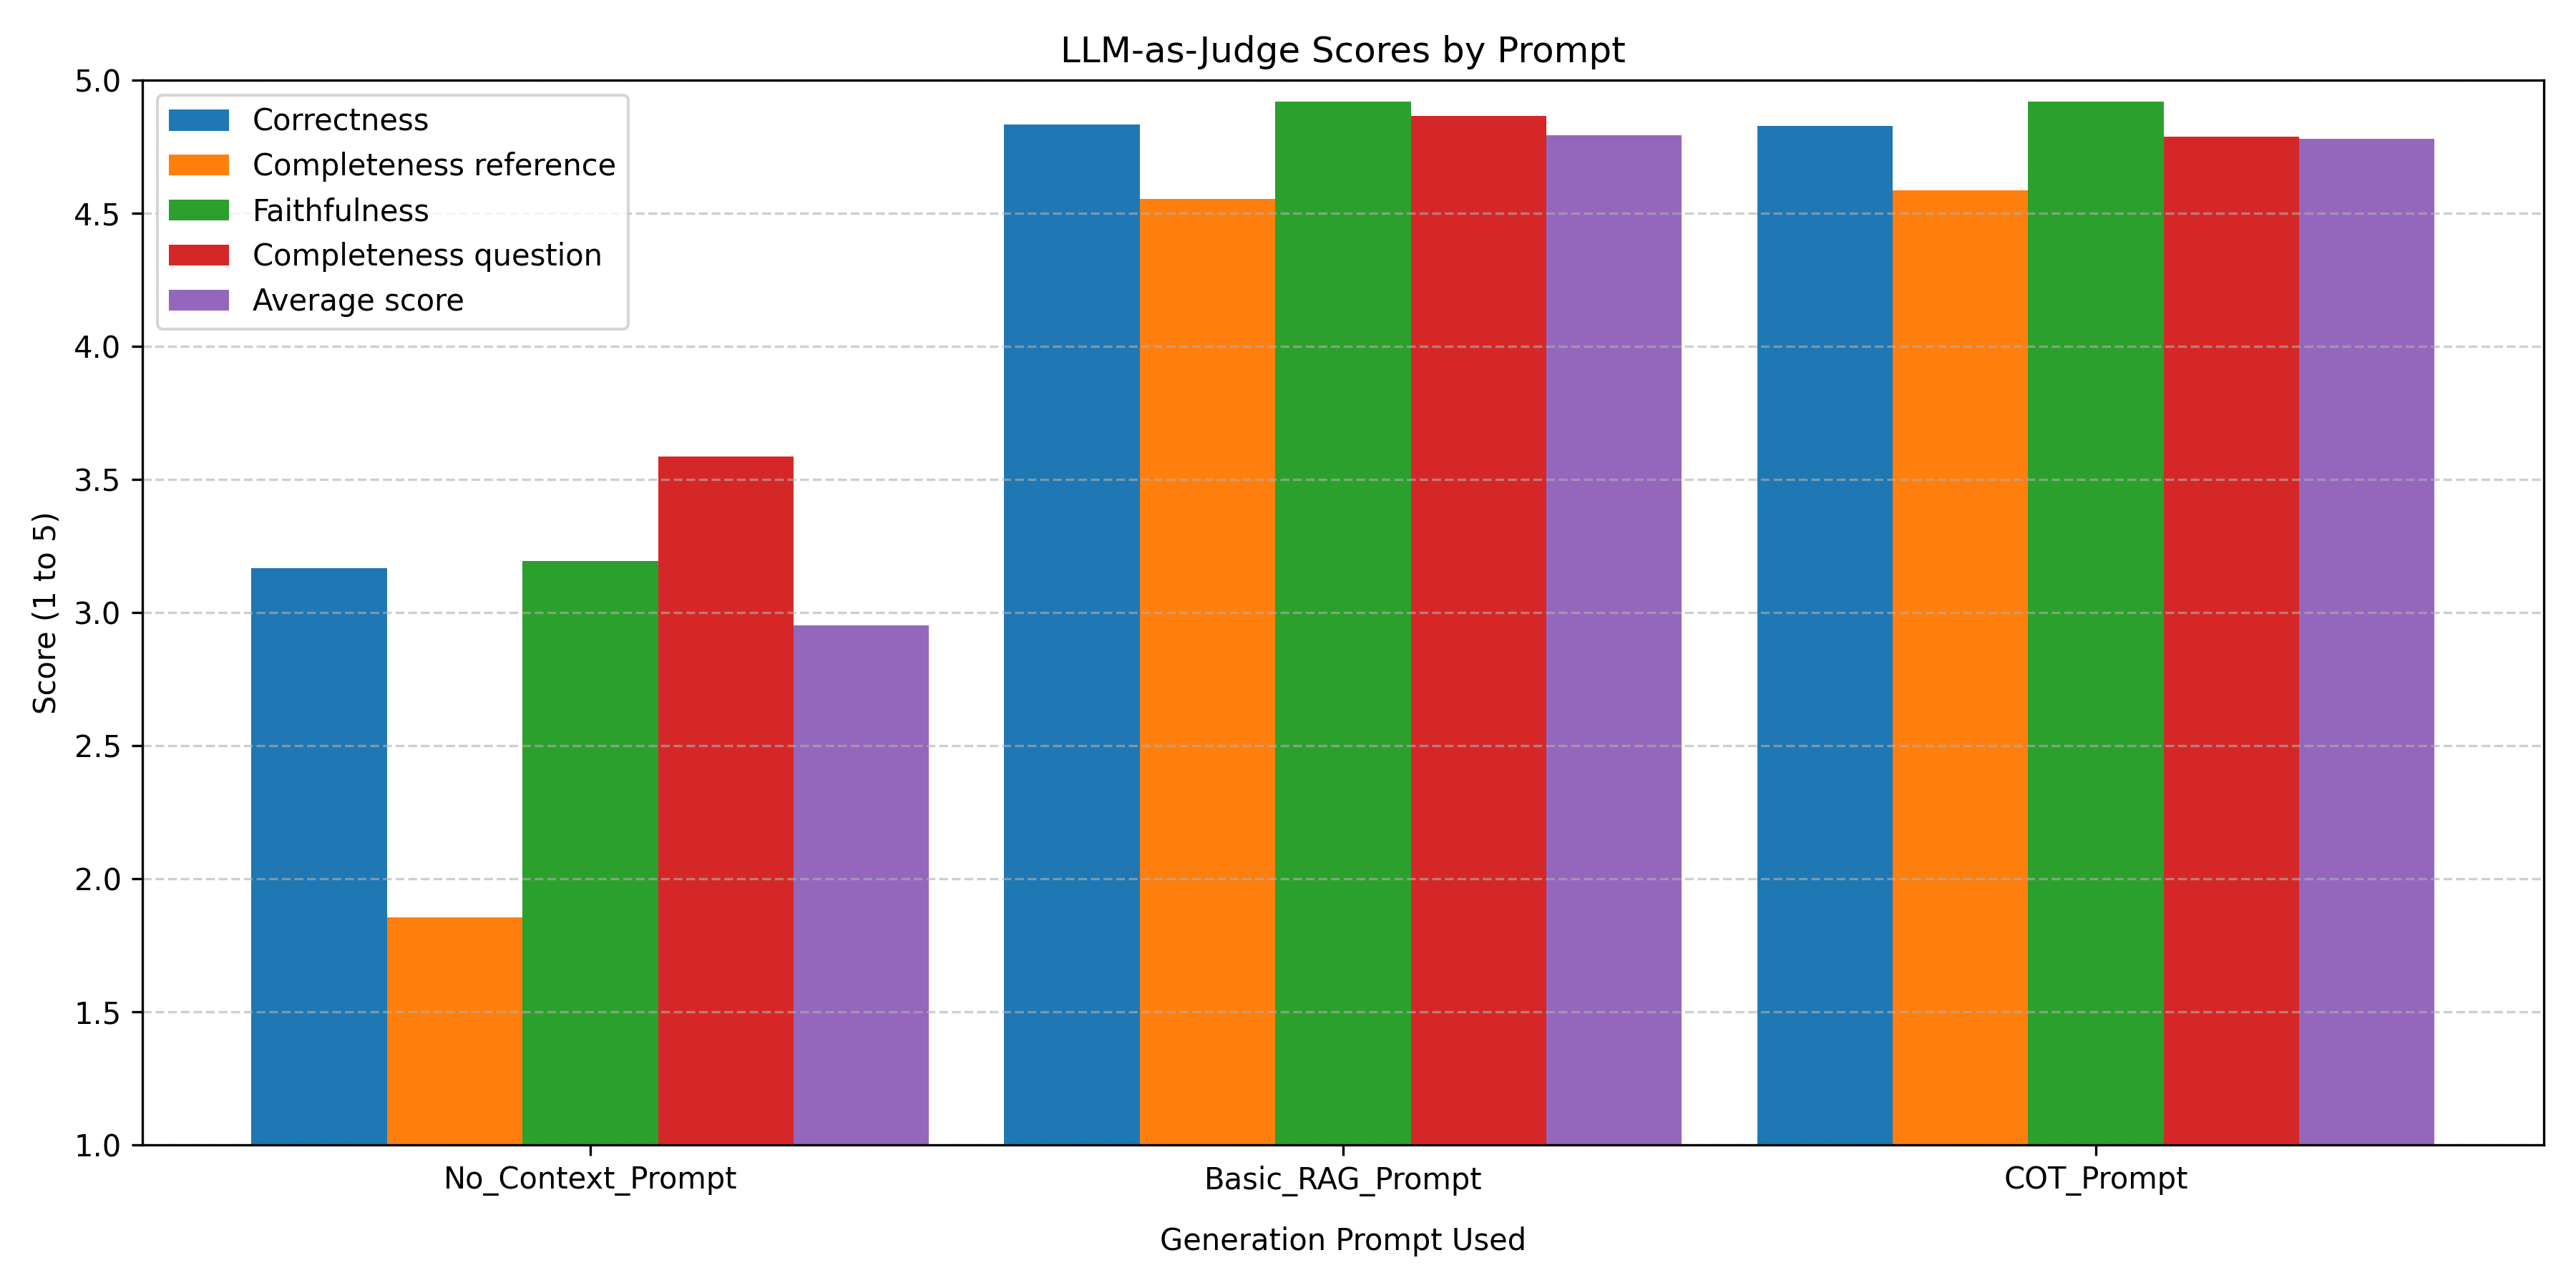 LLM-as-Judge Scores by Prompt
5.0
4.5
4.0
3.5
3.0
2.5
2.0
1.5
1.0
Score (1 to 5)
Correctness
Completeness reference
Faithfulness
Completeness question
Average score
No_Context_Prompt
Basic_RAG_Prompt
COT_Prompt
Generation Prompt Used